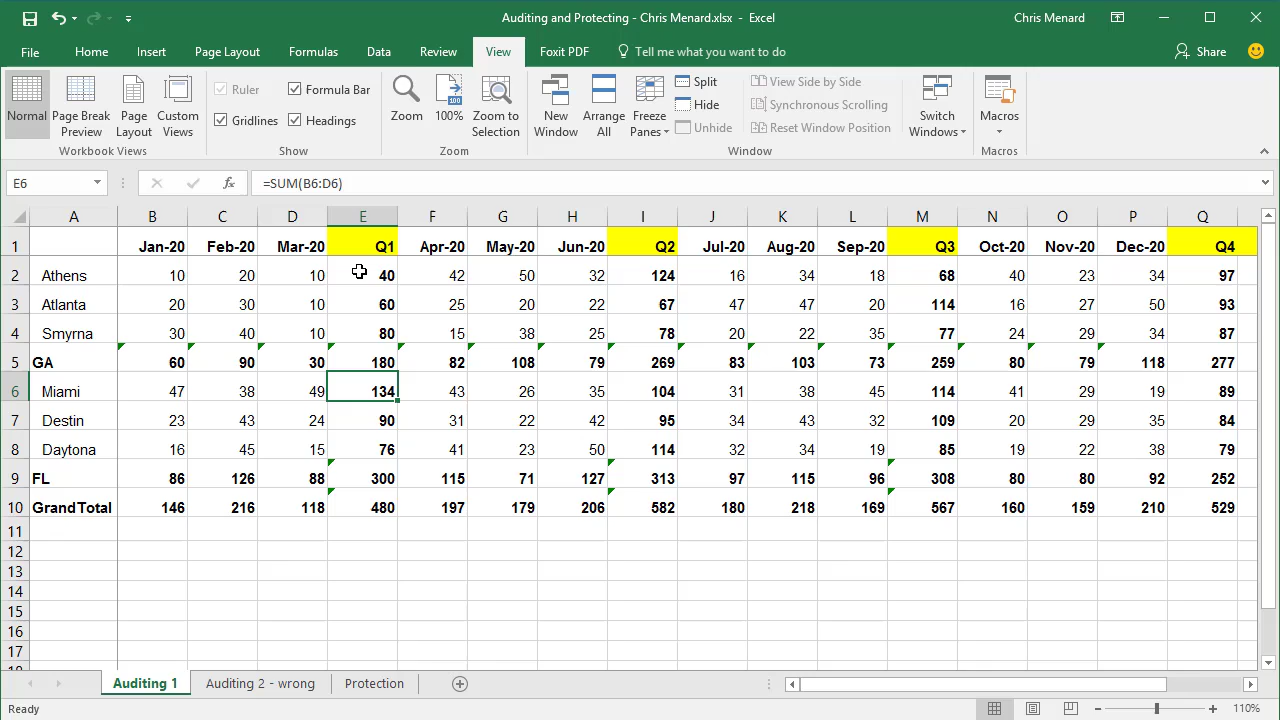 Auditing and Protecting - Chris Menard.xlsx - Excel
Chris Menard
File Home Insert Page Layout Formulas Data Review View Foxit PDF Tell me what you want to do Share
Normal
Page Break Preview
Page Layout
Custom Views
Workbook Views
Ruler Formula Bar
Gridlines Headings
Show
Zoom
100
100%
Zoom to Selection
Zoom
New Window
Arrange All
Freeze Panes
Split
Hide
Unhide
View Side by Side
Synchronous Scrolling
Reset Window Position
Switch Windows
Window
Macros
Macros
E6 fx =SUM(B6:D6)
A B C D E F G H I J K L M N O P Q
1 Jan-20 Feb-20 Mar-20 Q1 Apr-20 May-20 Jun-20 Q2 Jul-20 Aug-20 Sep-20 Q3 Oct-20 Nov-20 Dec-20 Q4
2 Athens 10 20 10 40 42 50 32 124 16 34 18 68 40 23 34 97
3 Atlanta 20 30 10 60 25 20 22 67 47 47 20 114 16 27 50 93
4 Smyrna 30 40 10 80 15 38 25 78 20 22 35 77 24 29 34 87
5 GA 60 90 30 180 82 108 79 269 83 103 73 259 80 79 118 277
6 Miami 47 38 49 134 43 26 35 104 31 38 45 114 41 29 19 89
7 Destin 23 43 24 90 31 22 42 95 34 43 32 109 20 29 35 84
8 Daytona 16 45 15 76 41 23 50 114 32 34 19 85 19 22 38 79
9 FL 86 126 88 300 115 71 127 313 97 115 96 308 80 80 92 252
10 Grand Total 146 216 118 480 197 179 206 582 180 218 169 567 160 159 210 529
11
12
13
14
15
16
17
Auditing 1 Auditing 2 - wrong Protection
Ready 110%